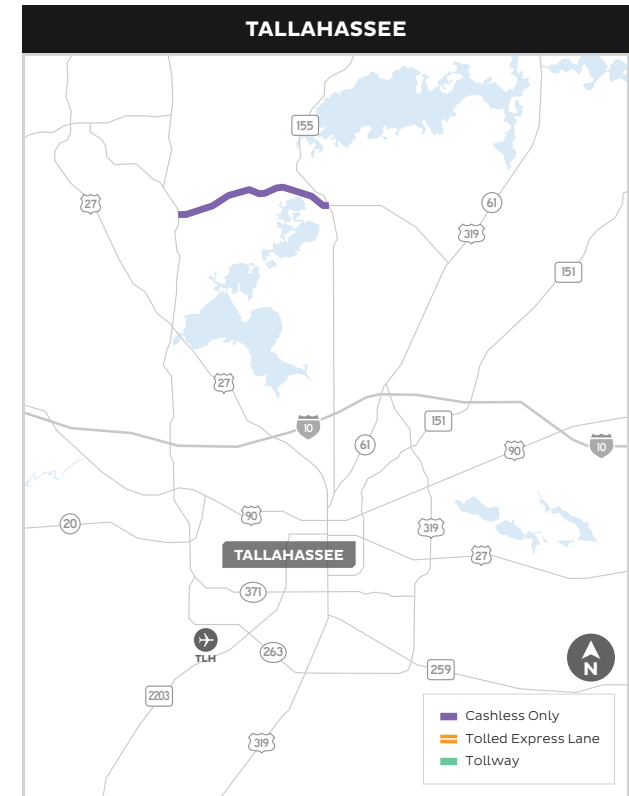 TALLAHASSEE
155
27
61
319
151
27
10
151
61
90
10
90
20
319
27
TALLAHASSEE
371
TLH
263
259
2203
319
N
Cashless Only
Tolled Express Lane
Tollway